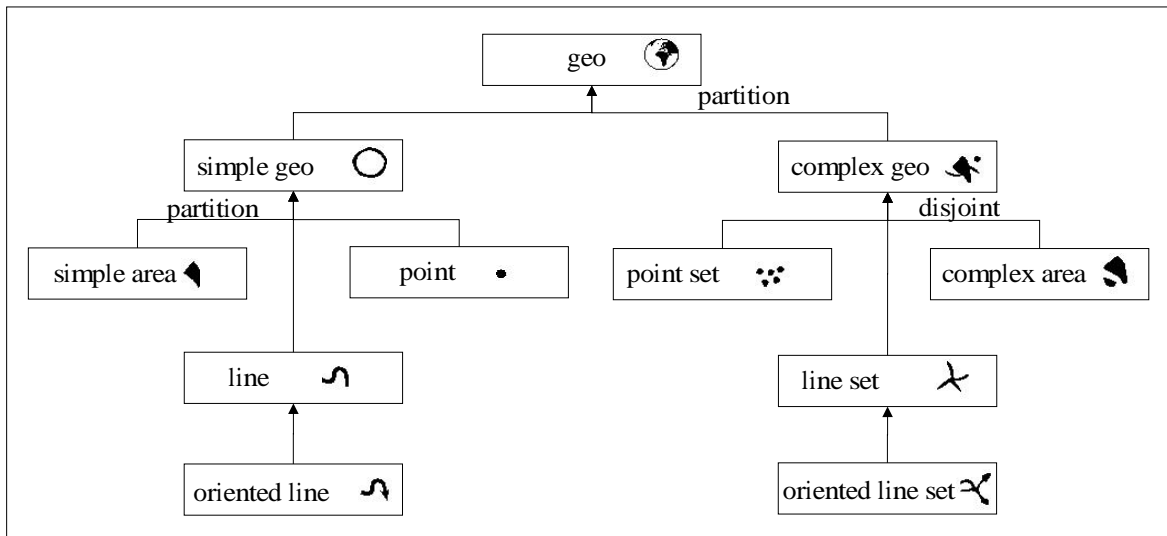 geo
partition
simple geo
complex geo
partition
disjoint
simple area
point
point set
complex area
line
line set
oriented line
oriented line set